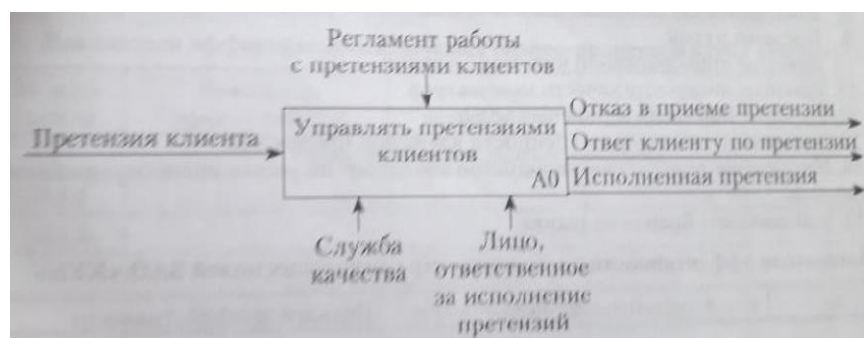 Регламент работы
с претензиями клиентов
Претензия клиента
Управлять претензиями
клиентов
А0
Отказ в приеме претензии
Ответ клиенту по претензии
Исполненная претензия
Служба
качества
Лицо,
ответственное
за исполнение
претензий